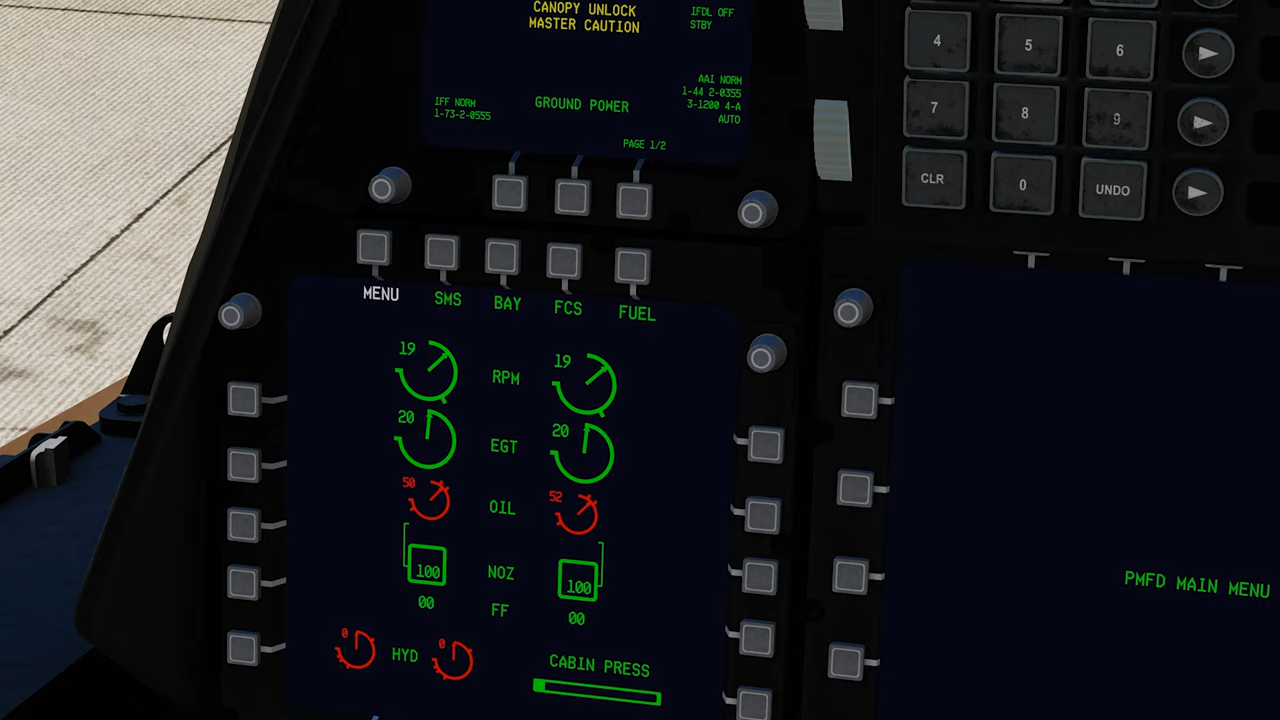 CANOPY UNLOCK
MASTER CAUTION
IFDL OFF
STBY
AAI NORM
1-44 2-0355
3-1200 4-A
AUTO
IFF NORM
1-73-2-0555
GROUND POWER
PAGE 1/2
4 5 6
7 8 9
CLR 0 UNDO
MENU SMS BAY FCS FUEL
19 RPM 19
20 EGT 20
50 OIL 52
100 NOZ 100
00 FF 00
0 HYD 0
CABIN PRESS
PMFD MAIN MENU